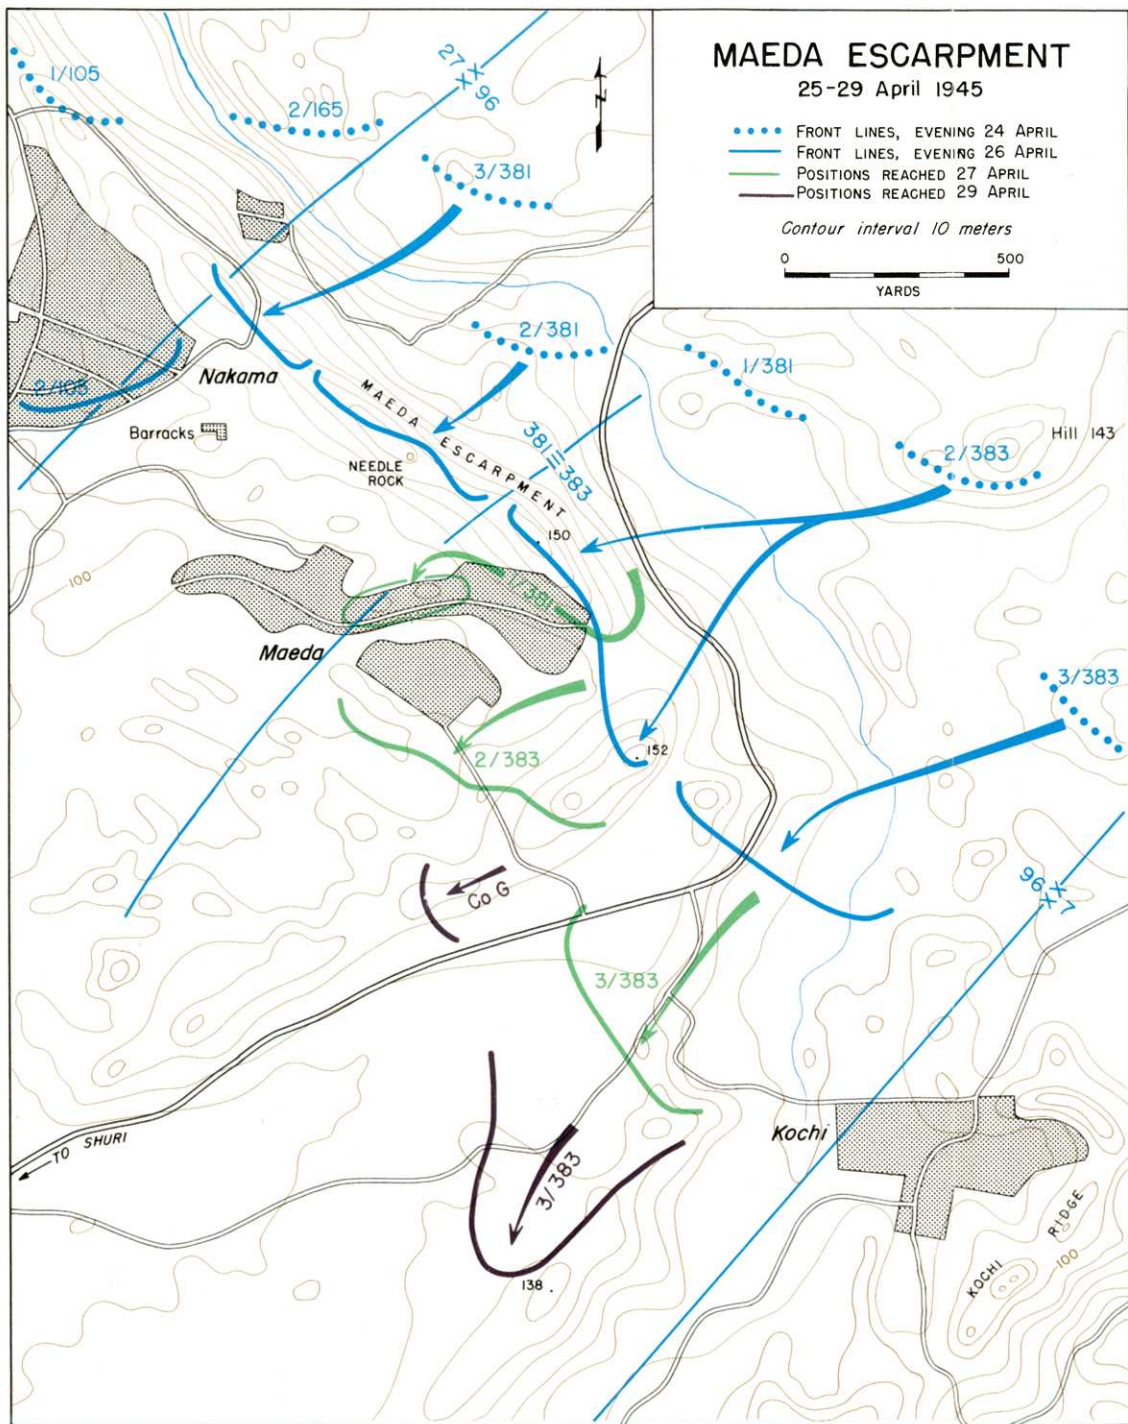 MAEDA ESCARPMENT
25-29 April 1945
FRONT LINES, EVENING 24 APRIL
FRONT LINES, EVENING 26 APRIL
POSITIONS REACHED 27 APRIL
POSITIONS REACHED 29 APRIL
Contour interval 10 meters
0 500
YARDS
N
1/105
2/165
27 XX 96
3/381
2/381
1/381
Hill 143
2/383
2/105
Nakama
Barracks
NEEDLE
ROCK
MAEDA ESCARPMENT
381 III 383
150
100
1/381
Maeda
3/383
2/383
152
Co G
96 XX 7
3/383
TO SHURI
3/383
Kochi
138
KOCHI RIDGE
100